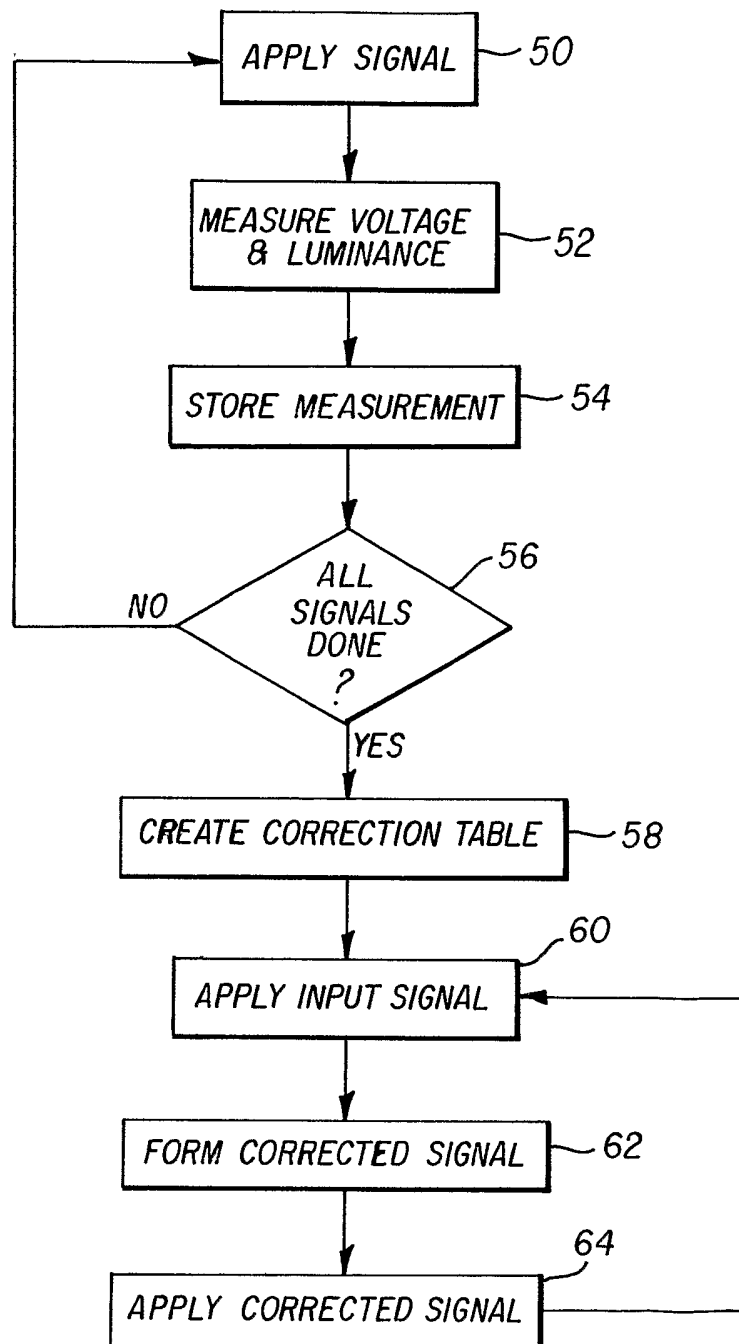 APPLY SIGNAL
50
MEASURE VOLTAGE
& LUMINANCE
52
STORE MEASUREMENT
54
ALL
SIGNALS
DONE
?
56
NO
YES
CREATE CORRECTION TABLE
58
60
APPLY INPUT SIGNAL
FORM CORRECTED SIGNAL
62
64
APPLY CORRECTED SIGNAL